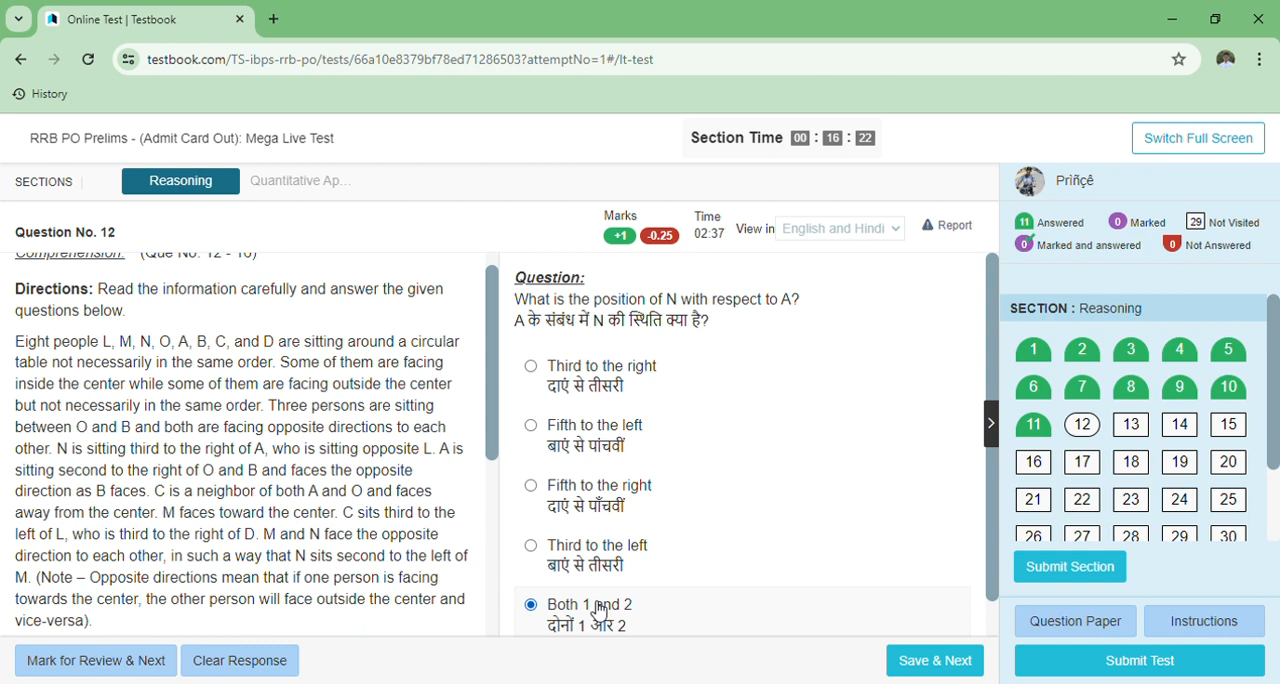 Online Test | Testbook
testbook.com/TS-ibps-rrb-po/tests/66a10e8379bf78ed71286503?attemptNo=1#/lt-test
History
RRB PO Prelims - (Admit Card Out): Mega Live Test
Section Time 00 : 16 : 22
Switch Full Screen
SECTIONS
Reasoning
Quantitative Ap...
Prïñçê
Question No. 12
Marks
+1 -0.25
Time
02:37
View in English and Hindi
Report
11 Answered
0 Marked
29 Not Visited
0 Marked and answered
0 Not Answered
Comprehension: (Que No. 12 - 16)
Directions: Read the information carefully and answer the given
questions below.
Eight people L, M, N, O, A, B, C, and D are sitting around a circular
table not necessarily in the same order. Some of them are facing
inside the center while some of them are facing outside the center
but not necessarily in the same order. Three persons are sitting
between O and B and both are facing opposite directions to each
other. N is sitting third to the right of A, who is sitting opposite L. A is
sitting second to the right of O and B and faces the opposite
direction as B faces. C is a neighbor of both A and O and faces
away from the center. M faces toward the center. C sits third to the
left of L, who is third to the right of D. M and N face the opposite
direction to each other, in such a way that N sits second to the left of
M. (Note – Opposite directions mean that if one person is facing
towards the center, the other person will face outside the center and
vice-versa).
Question:
What is the position of N with respect to A?
A के संबंध में N की स्थिति क्या है?
Third to the right
दाएं से तीसरी
Fifth to the left
बाएं से पांचवीं
Fifth to the right
दाएं से पाँचवीं
Third to the left
बाएं से तीसरी
Both 1 and 2
दोनों 1 और 2
SECTION : Reasoning
1 2 3 4 5
6 7 8 9 10
11 12 13 14 15
16 17 18 19 20
21 22 23 24 25
26 27 28 29 30
Submit Section
Question Paper
Instructions
Mark for Review & Next
Clear Response
Save & Next
Submit Test